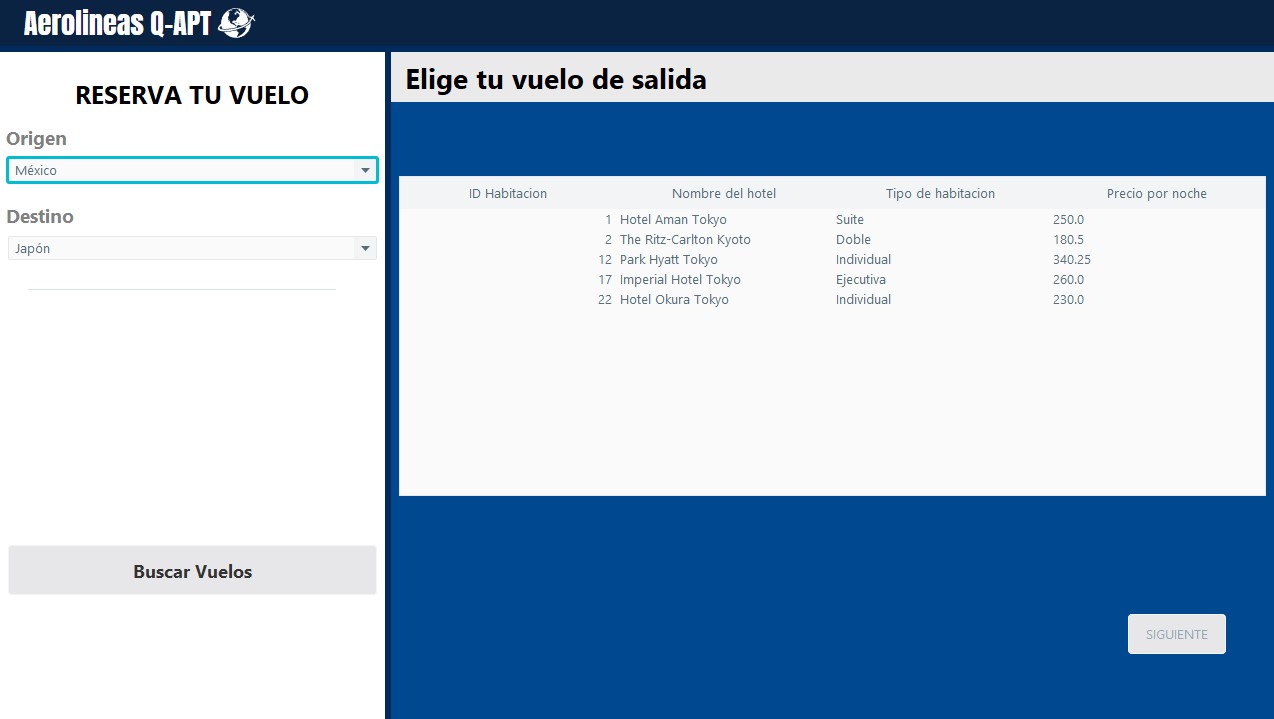 Aerolineas Q-APT
RESERVA TU VUELO
Origen
México
Destino
Japón
Buscar Vuelos
Elige tu vuelo de salida
ID Habitacion Nombre del hotel Tipo de habitacion Precio por noche
1 Hotel Aman Tokyo Suite 250.0
2 The Ritz-Carlton Kyoto Doble 180.5
12 Park Hyatt Tokyo Individual 340.25
17 Imperial Hotel Tokyo Ejecutiva 260.0
22 Hotel Okura Tokyo Individual 230.0
SIGUIENTE